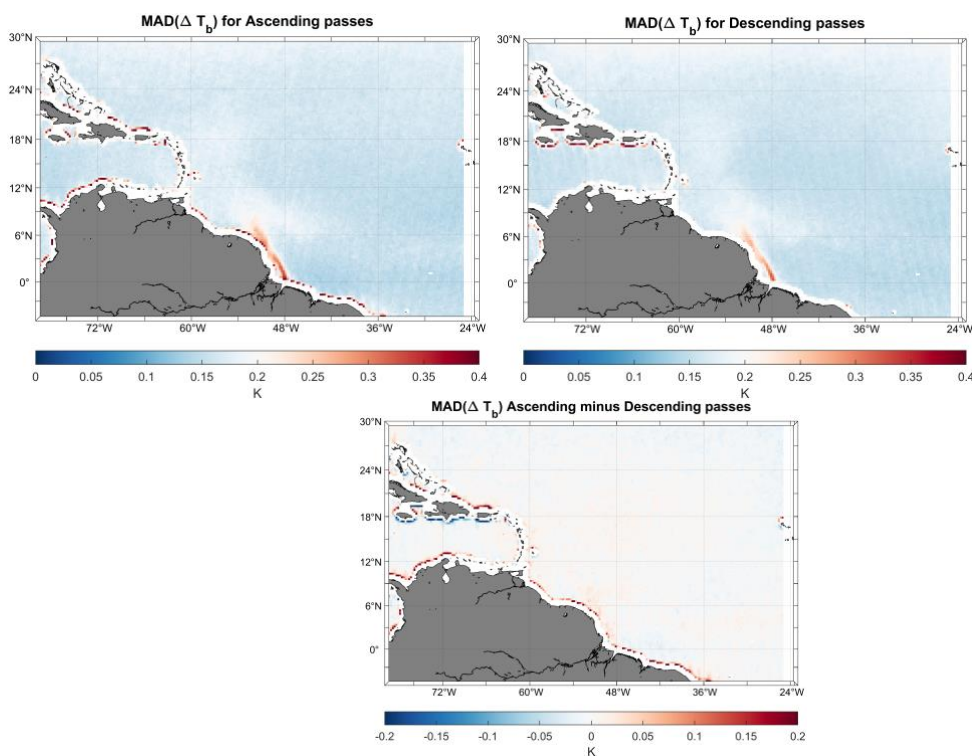 MAD(Δ T_b) for Ascending passes
30°N
24°N
18°N
12°N
6°N
0°
72°W 60°W 48°W 36°W 24°W
0 0.05 0.1 0.15 0.2 0.25 0.3 0.35 0.4
K
MAD(Δ T_b) for Descending passes
30°N
24°N
18°N
12°N
6°N
0°
72°W 60°W 48°W 36°W 24°W
0 0.05 0.1 0.15 0.2 0.25 0.3 0.35 0.4
K
MAD(Δ T_b) Ascending minus Descending passes
30°N
24°N
18°N
12°N
6°N
0°
72°W 60°W 48°W 36°W 24°W
-0.2 -0.15 -0.1 -0.05 0 0.05 0.1 0.15 0.2
K